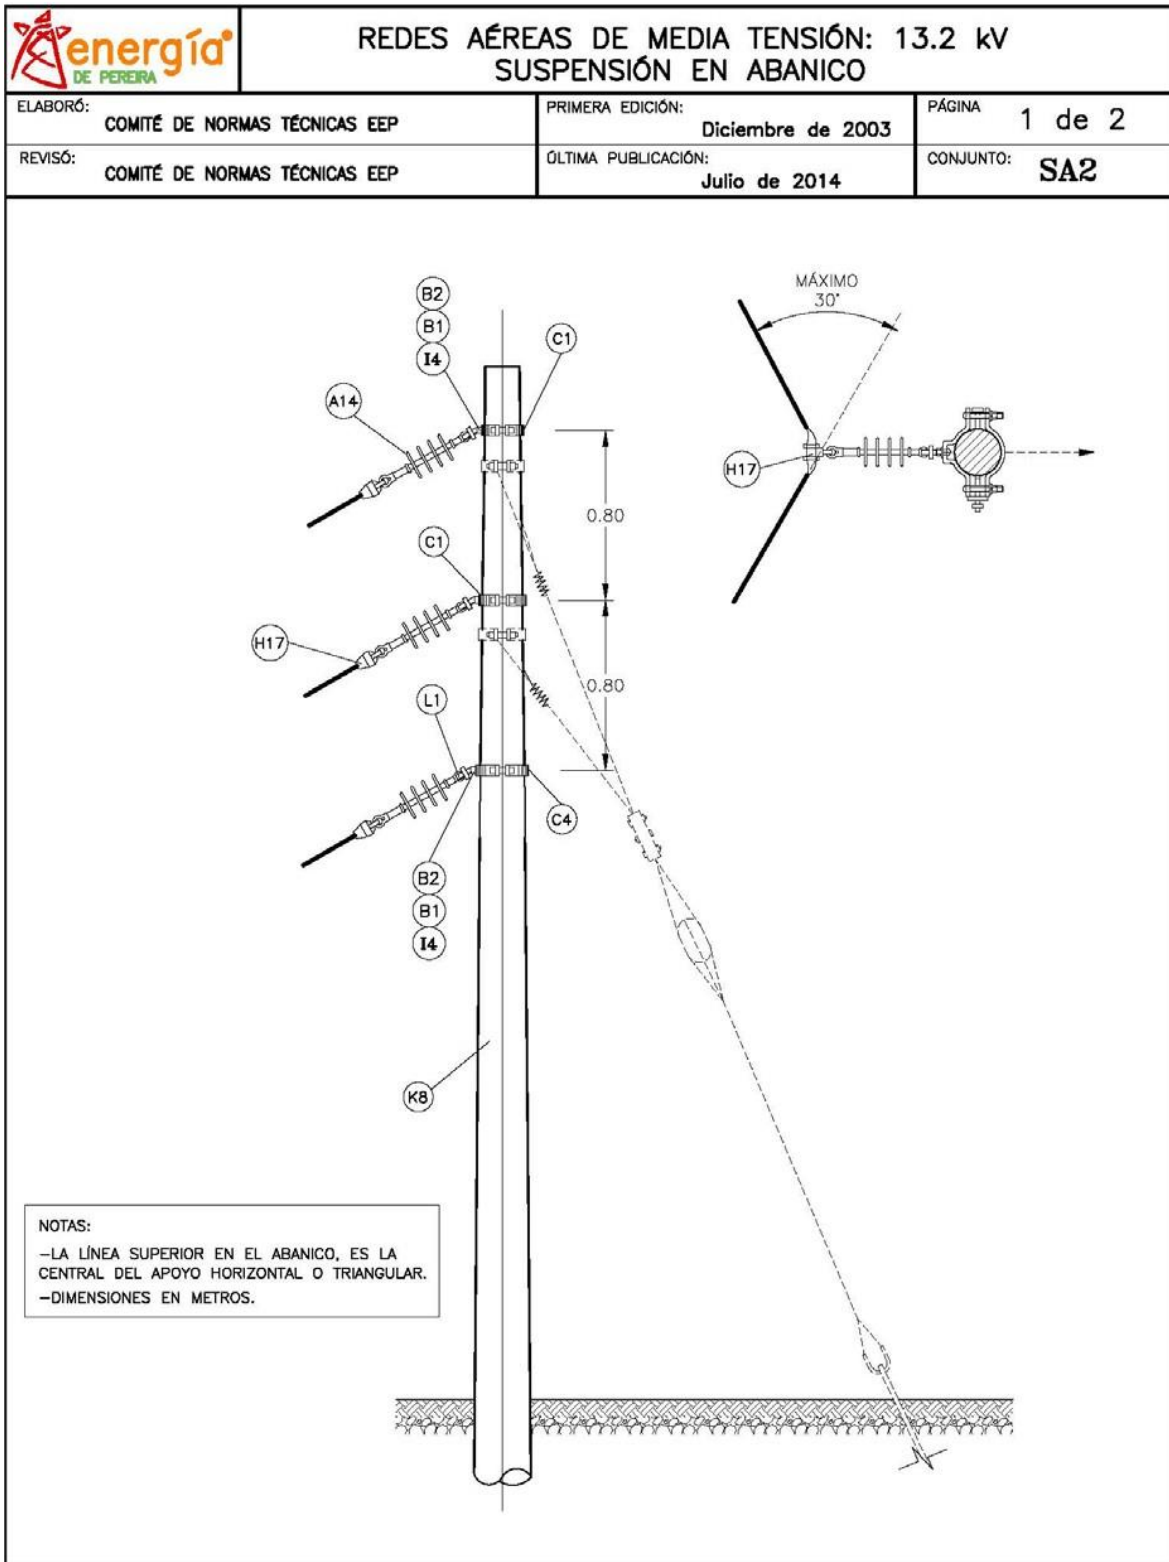 energía
DE PEREIRA
REDES AÉREAS DE MEDIA TENSIÓN: 13.2 kV
SUSPENSIÓN EN ABANICO
ELABORÓ:
COMITÉ DE NORMAS TÉCNICAS EEP
PRIMERA EDICIÓN:
Diciembre de 2003
PÁGINA
1 de 2
REVISÓ:
COMITÉ DE NORMAS TÉCNICAS EEP
ÚLTIMA PUBLICACIÓN:
Julio de 2014
CONJUNTO:
SA2
B2
B1
I4
C1
A14
MÁXIMO
30°
H17
0.80
C1
H17
0.80
L1
C4
B2
B1
I4
K8
NOTAS:
-LA LÍNEA SUPERIOR EN EL ABANICO, ES LA
CENTRAL DEL APOYO HORIZONTAL O TRIANGULAR.
-DIMENSIONES EN METROS.